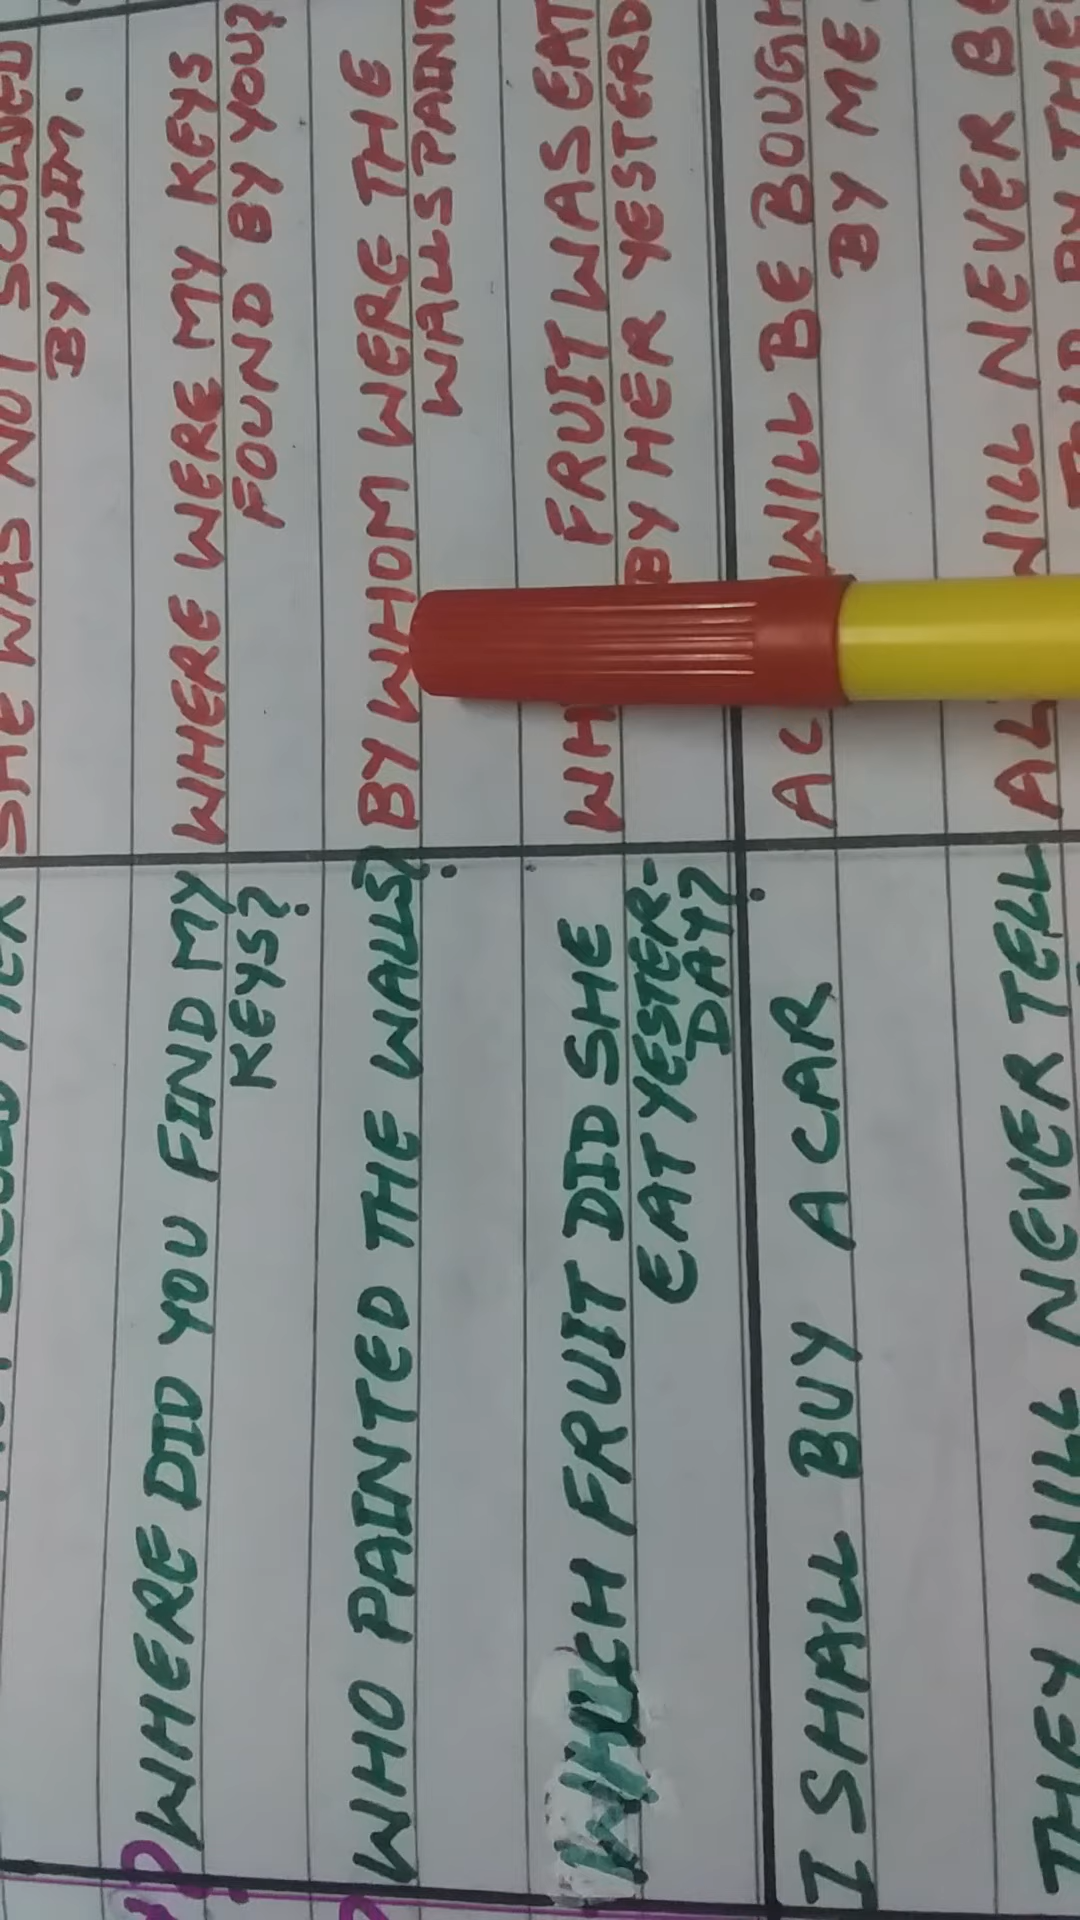 SHE WAS NOT SCOLDED
BY HIM.
WHERE DID YOU FIND MY
KEYS?
WHERE WERE MY KEYS
FOUND BY YOU?
WHO PAINTED THE WALLS?
BY WHOM WERE THE
WALLS PAINT
WHICH FRUIT DID SHE
EAT YESTER-
DAY?
WH FRUIT WAS EAT
BY HER YESTERD
I SHALL BUY A CAR
A C WILL BE BOUGH
BY ME
THEY WILL NEVER TELL
A L WILL NEVER BE
BY THE